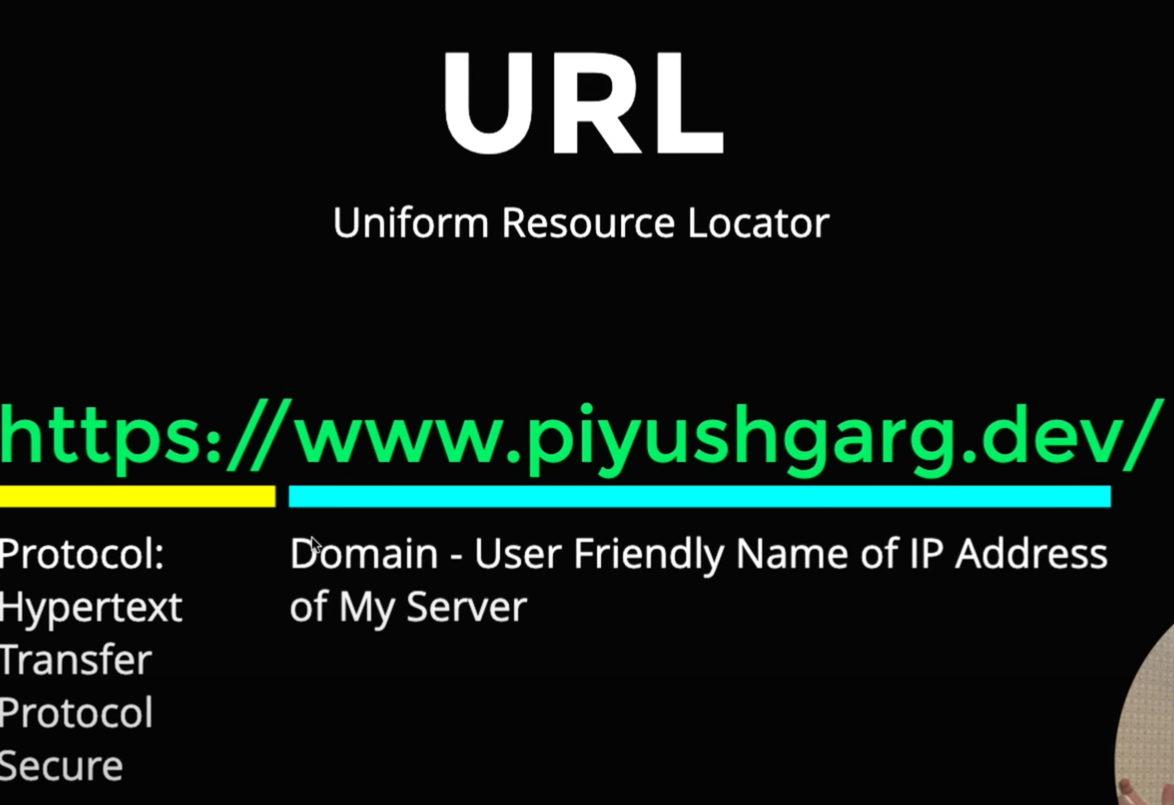 URL
Uniform Resource Locator
https://www.piyushgarg.dev/
Protocol:
Hypertext
Transfer
Protocol
Secure
Domain - User Friendly Name of IP Address
of My Server